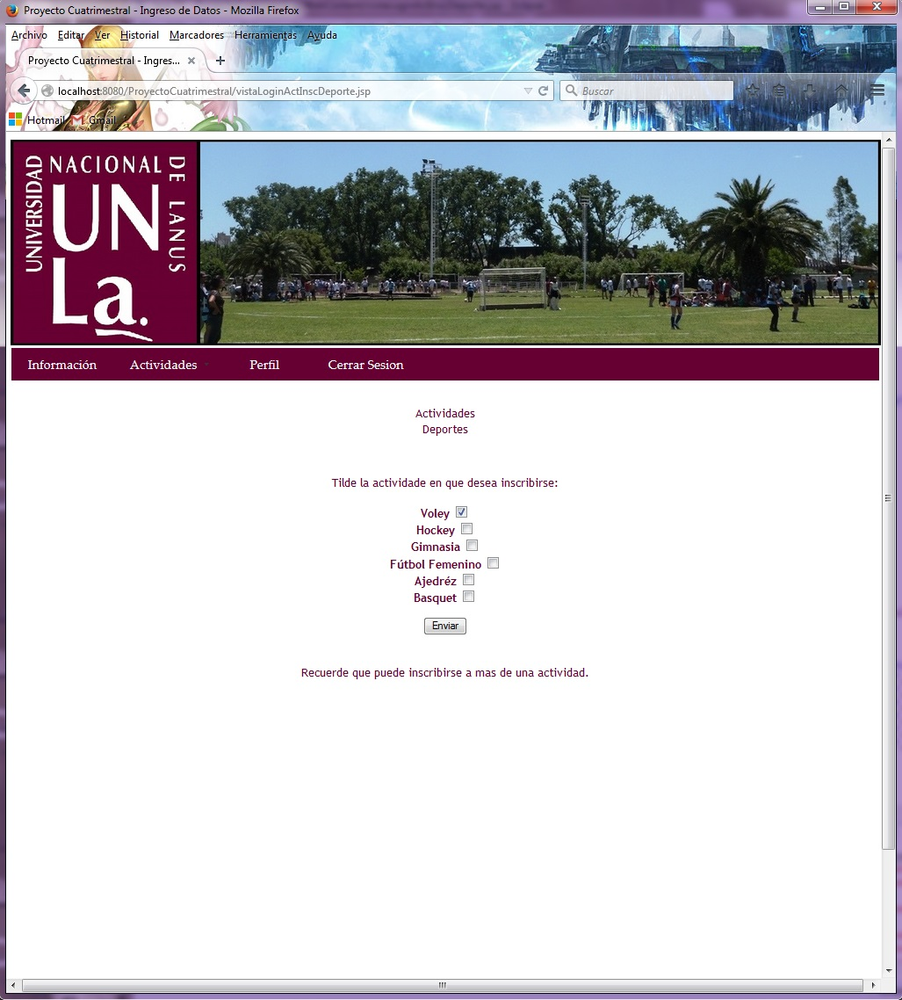 Proyecto Cuatrimestral - Ingreso de Datos - Mozilla Firefox
Archivo Editar Ver Historial Marcadores Herramientas Ayuda
Proyecto Cuatrimestral - Ingres...
localhost:8080/ProyectoCuatrimestral/vistaLoginActInscDeporte.jsp
Buscar
Hotmail Gmail
UNIVERSIDAD
NACIONAL
DE LANUS
UN
La.
Información Actividades Perfil Cerrar Sesion
Actividades
Deportes
Tilde la actividade en que desea inscribirse:
Voley
Hockey
Gimnasia
Fútbol Femenino
Ajedréz
Basquet
Enviar
Recuerde que puede inscribirse a mas de una actividad.